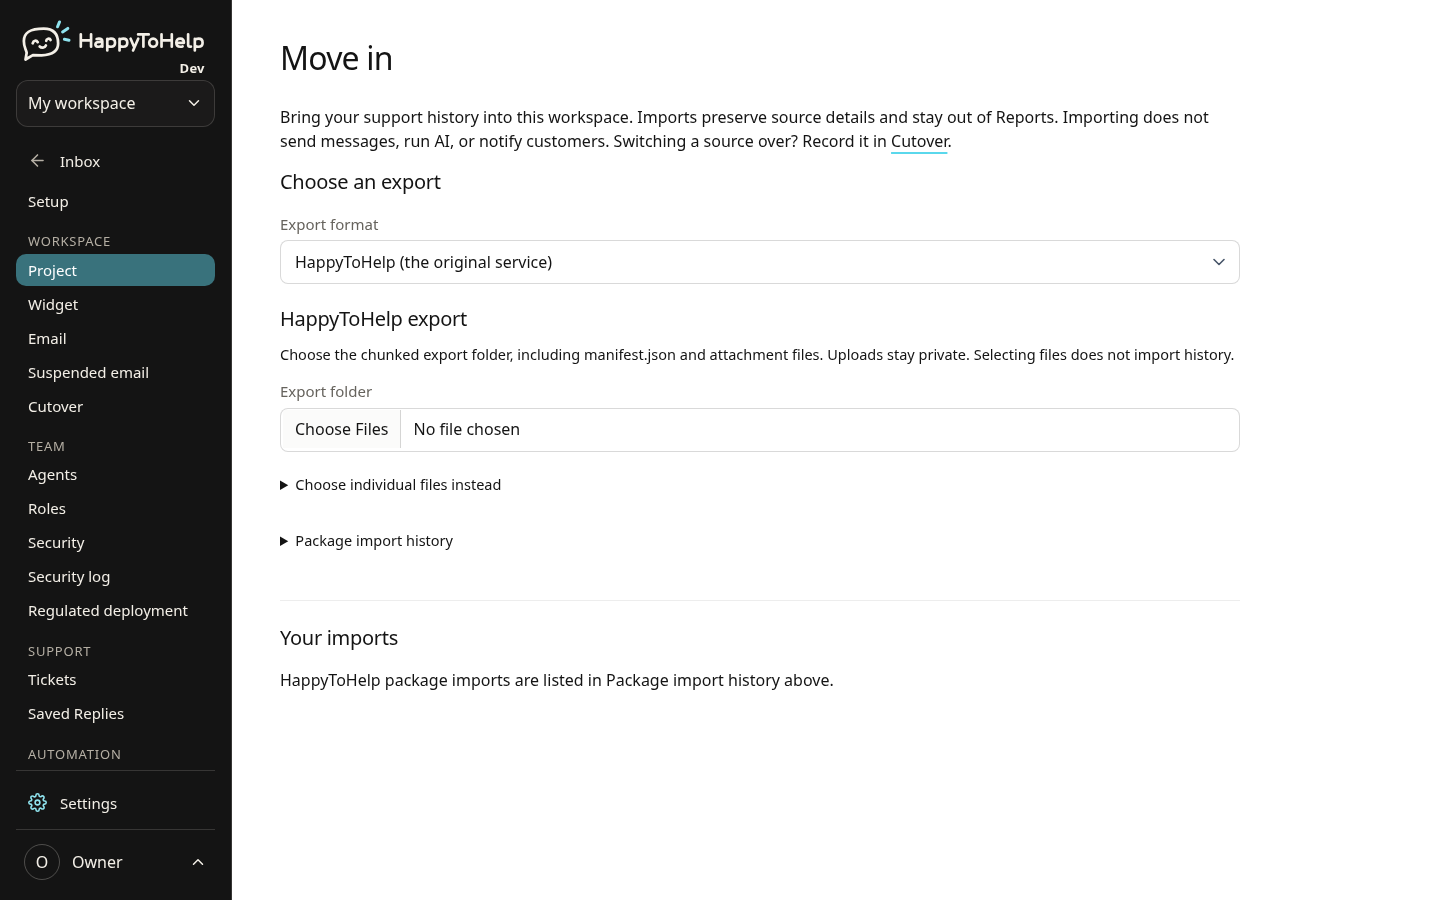 HappyToHelp
Dev
My workspace
Inbox
Setup
WORKSPACE
Project
Widget
Email
Suspended email
Cutover
TEAM
Agents
Roles
Security
Security log
Regulated deployment
SUPPORT
Tickets
Saved Replies
AUTOMATION
Settings
O
Owner
Move in
Bring your support history into this workspace. Imports preserve source details and stay out of Reports. Importing does not
send messages, run AI, or notify customers. Switching a source over? Record it in Cutover.
Choose an export
Export format
HappyToHelp (the original service)
HappyToHelp export
Choose the chunked export folder, including manifest.json and attachment files. Uploads stay private. Selecting files does not import history.
Export folder
Choose Files No file chosen
Choose individual files instead
Package import history
Your imports
HappyToHelp package imports are listed in Package import history above.